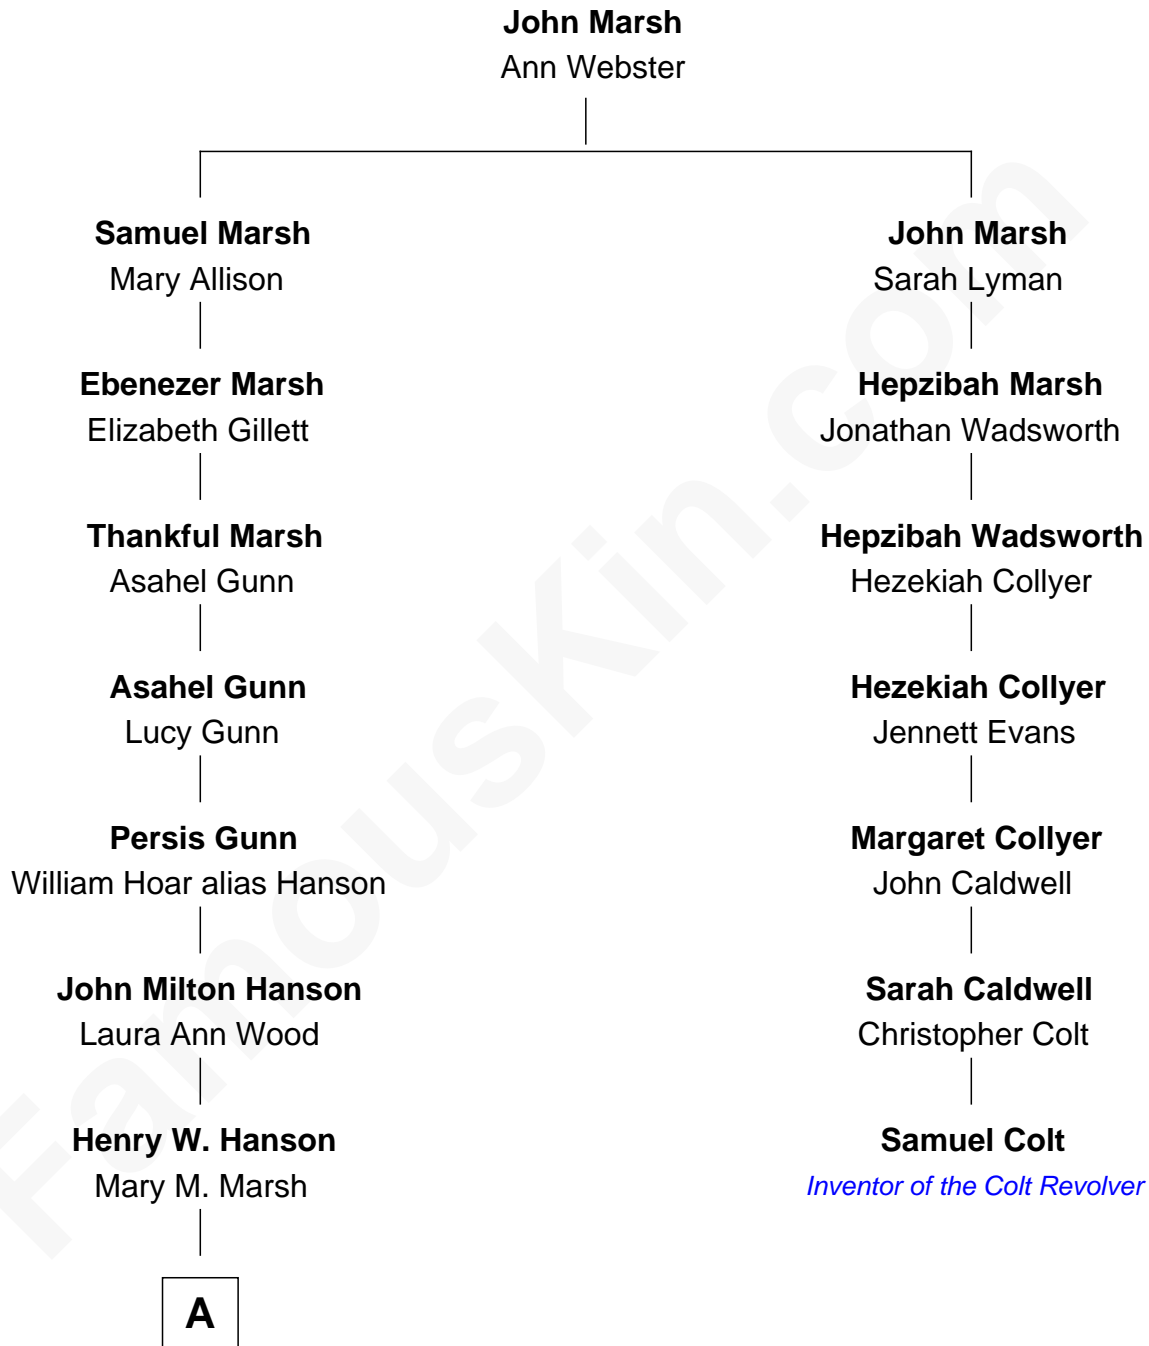 John Marsh
Ann Webster
Samuel Marsh
Mary Allison
John Marsh
Sarah Lyman
Ebenezer Marsh
Elizabeth Gillett
Hepzibah Marsh
Jonathan Wadsworth
Thankful Marsh
Asahel Gunn
Hepzibah Wadsworth
Hezekiah Collyer
Asahel Gunn
Lucy Gunn
Hezekiah Collyer
Jennett Evans
Persis Gunn
William Hoar alias Hanson
Margaret Collyer
John Caldwell
John Milton Hanson
Laura Ann Wood
Sarah Caldwell
Christopher Colt
Henry W. Hanson
Mary M. Marsh
Samuel Colt
Inventor of the Colt Revolver
A
FamousKin.com